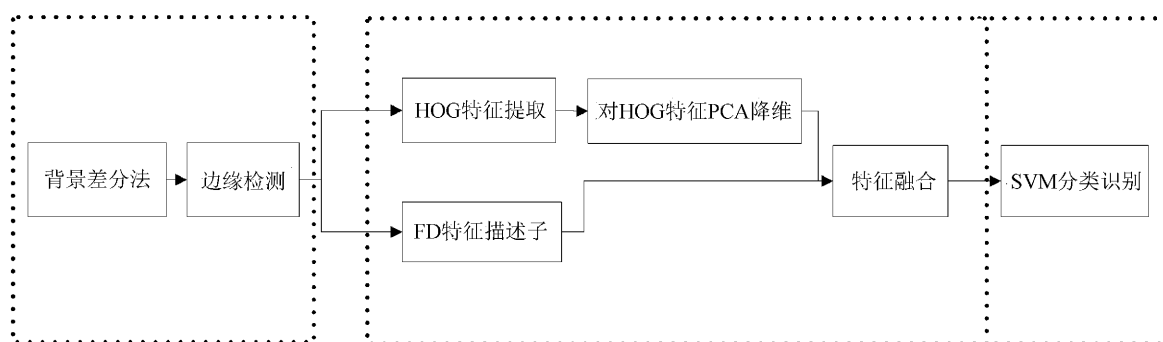 背景差分法
边缘检测
HOG特征提取
对HOG特征PCA降维
FD特征描述子
特征融合
SVM分类识别